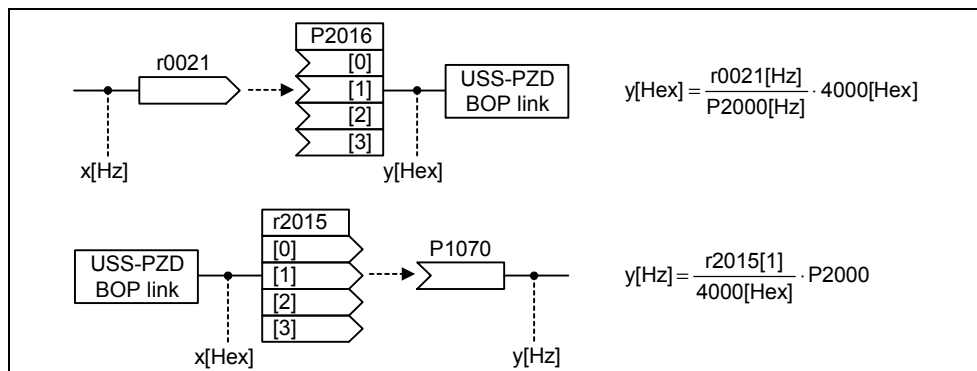 P2016
r0021
[0]
[1]
[2]
[3]
USS-PZD
BOP link
x[Hz]
y[Hex]
y[Hex] = r0021[Hz] / P2000[Hz] · 4000[Hex]
r2015
[0]
[1]
[2]
[3]
P1070
USS-PZD
BOP link
x[Hex]
y[Hz]
y[Hz] = r2015[1] / 4000[Hex] · P2000